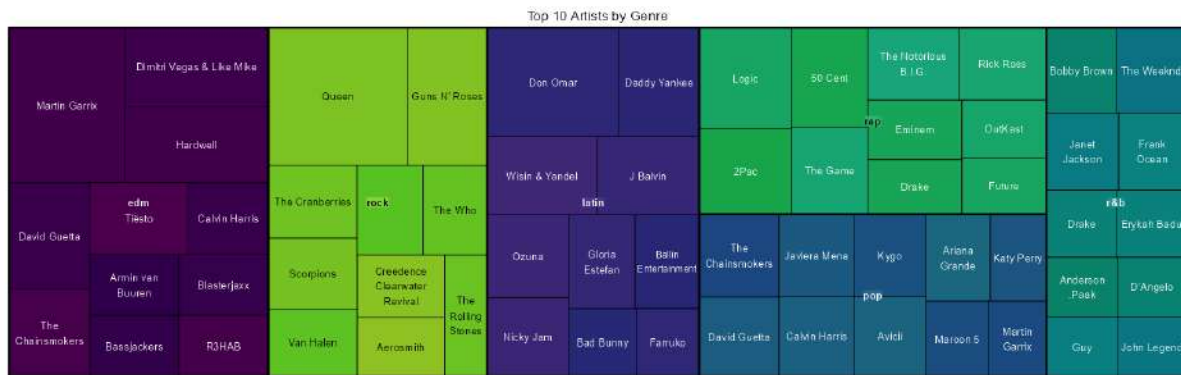 Top 10 Artists by Genre
Martin Garrix
Dimitri Vegas & Like Mike
Hardwell
David Guetta
edm
Tiësto
Calvin Harris
Armin van
Buuren
Blasterjaxx
The
Chainsmokers
Bassjackers
R3HAB
Queen
Guns N' Roses
The Cranberries
rock
The Who
Scorpions
Creedence
Clearwater
Revival
The
Rolling
Stones
Van Halen
Aerosmith
Don Omar
Daddy Yankee
Wisin & Yandel
J Balvin
latin
Ozuna
Gloria
Estefan
Ballin
Entertainment
Nicky Jam
Bad Bunny
Farruko
Logic
50 Cent
The Notorious
B.I.G.
Rick Ross
rap
Eminem
OutKast
2Pac
The Game
Drake
Future
The
Chainsmokers
Javiera Mena
Kygo
Ariana
Grande
Katy Perry
pop
David Guetta
Calvin Harris
Avicii
Maroon 5
Martin
Garrix
Bobby Brown
The Weeknd
Janet
Jackson
Frank
Ocean
r&b
Drake
Erykah Badu
Anderson
.Paak
D'Angelo
Guy
John Legend